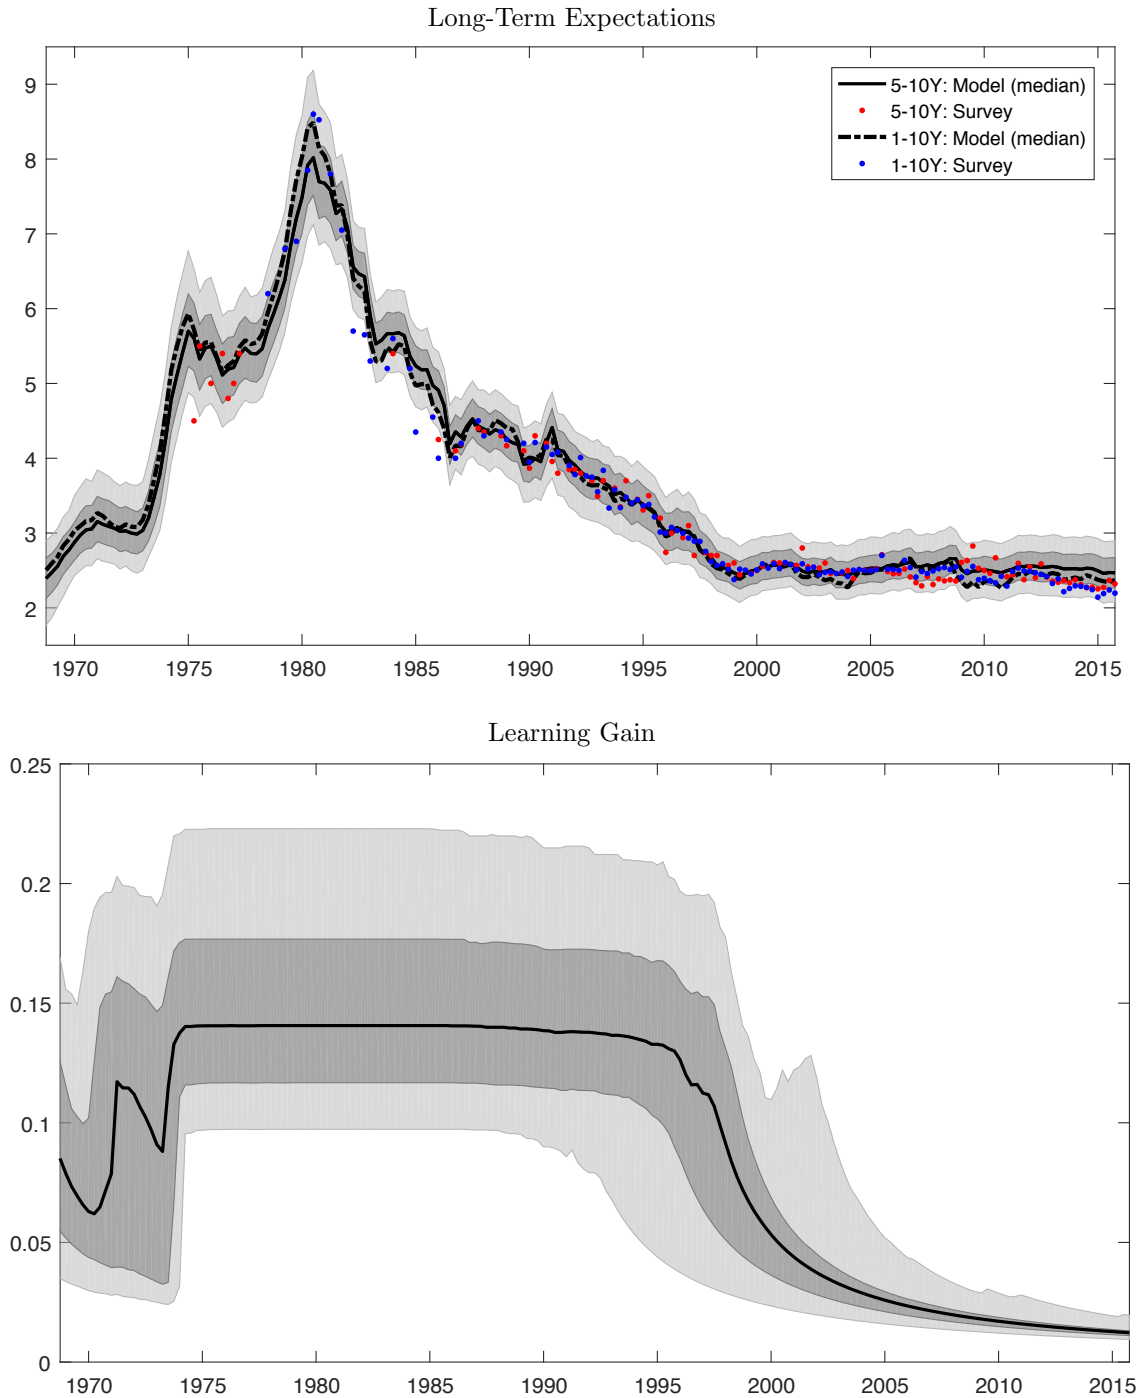 Long-Term Expectations
9
8
7
6
5
4
3
2
5-10Y: Model (median)
5-10Y: Survey
1-10Y: Model (median)
1-10Y: Survey
1970 1975 1980 1985 1990 1995 2000 2005 2010 2015
Learning Gain
0.25
0.2
0.15
0.1
0.05
0
1970 1975 1980 1985 1990 1995 2000 2005 2010 2015